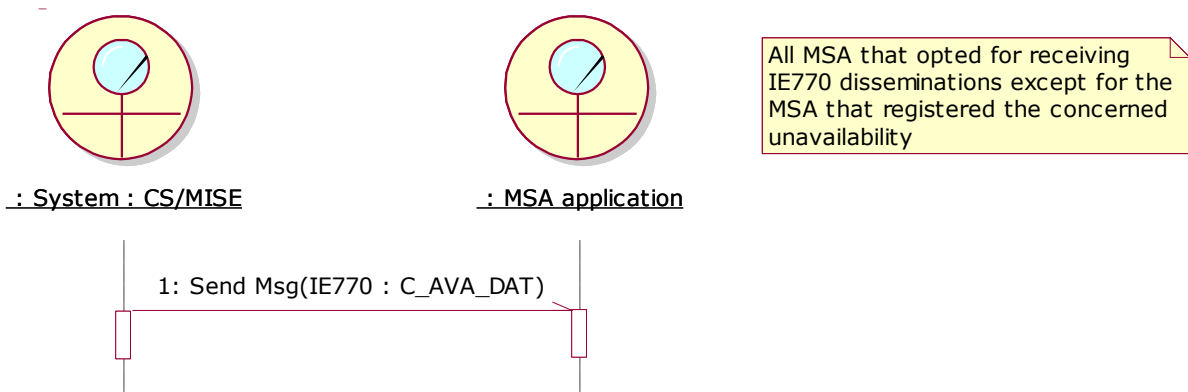 All MSA that opted for receiving
IE770 disseminations except for the
MSA that registered the concerned
unavailability
: System : CS/MISE
: MSA application
1: Send Msg(IE770 : C_AVA_DAT)